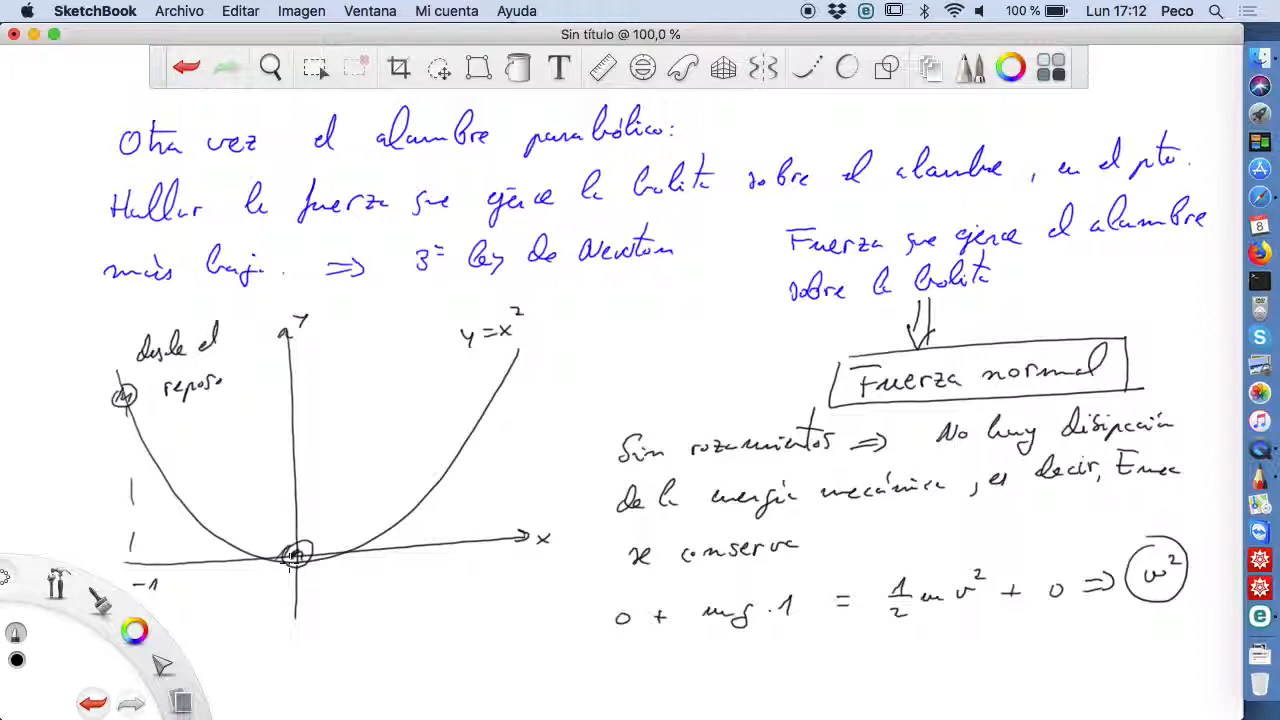 SketchBook Archivo Editar Imagen Ventana Mi cuenta Ayuda 100 % Lun 17:12 Peco
Sin título @ 100,0 %
Otra vez el alambre parabólico:
Hallar la fuerza que ejerce la bolita sobre el alambre, en el pto.
más bajo. ⇒ 3ª ley de Newton
Fuerza que ejerce el alambre
sobre la bolita
desde el
reposo
y
y = x²
x
-1
Fuerza normal
Sin rozamientos ⇒ No hay disipación
de la energía mecánica, es decir, Emec
se conserva
0 + mg · 1 = 1/2 m v² + 0 ⇒ v²